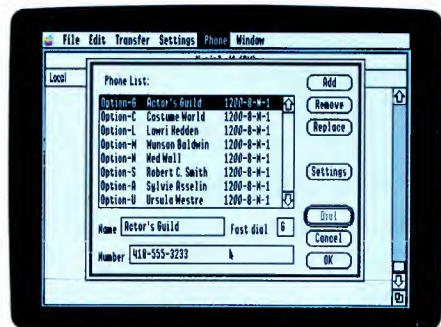 File Edit Transfer Settings Phone Window
Local
Phone List:
Option-G Actor's Guild 1200-8-N-1
Option-C Costume World 1200-8-N-1
Option-L Lowri Hedden 1200-8-N-1
Option-M Munson Baldwin 1200-8-N-1
Option-N Ned Wall 1200-8-N-1
Option-S Robert C. Smith 1200-8-N-1
Option-A Sylvie Asselin 1200-8-N-1
Option-U Ursula Westre 1200-8-N-1
Add
Remove
Replace
Settings
Dial
Cancel
OK
Name Actor's Guild Fast dial G
Number 418-555-3233